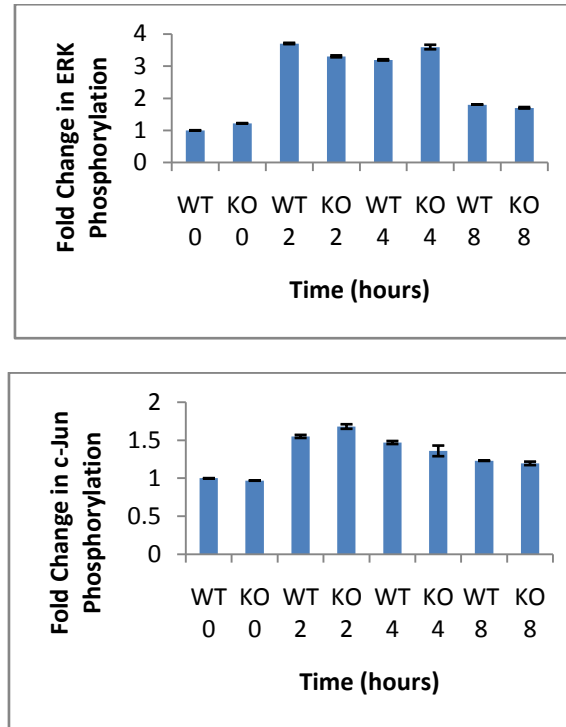 Fold Change in ERK
Phosphorylation
4
3
2
1
0
WT KO WT KO WT KO WT KO
0 0 2 2 4 4 8 8
Time (hours)
Fold Change in c-Jun
Phosphorylation
2
1.5
1
0.5
0
WT KO WT KO WT KO WT KO
0 0 2 2 4 4 8 8
Time (hours)